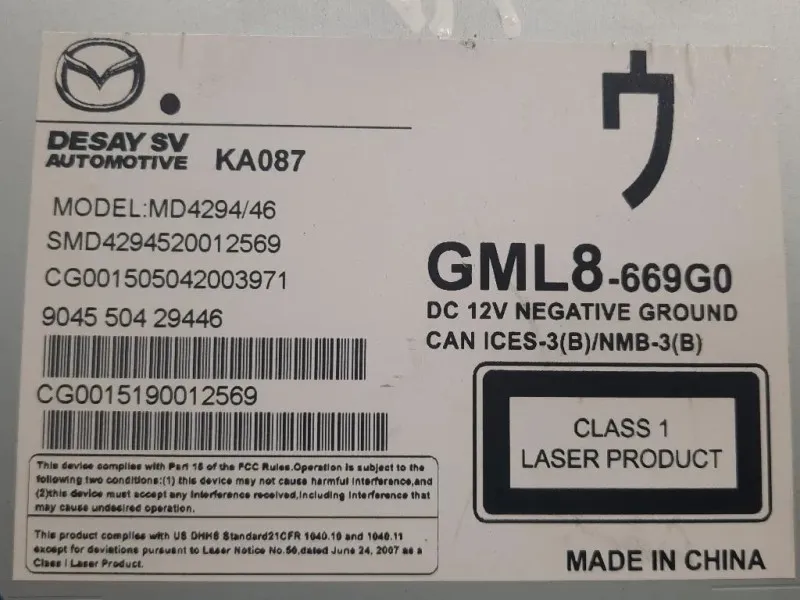 DESAY SV
AUTOMOTIVE KA087
ウ
MODEL:MD4294/46
SMD4294520012569
CG001505042003971
GML8-669G0
9045 504 29446
DC 12V NEGATIVE GROUND
CAN ICES-3(B)/NMB-3(B)
CG0015190012569
CLASS 1
LASER PRODUCT
This device complies with Part 15 of the FCC Rules.Operation is subject to the
following two conditions:(1) this device may not cause harmful interference,and
(2)this device must accept any interference received,including interference that
may cause undesired operation.
This product complies with US DHHS Standard21CFR 1040.10 and 1040.11
except for deviations pursuant to Laser Notice No.50,dated June 24, 2007 as a
Class I Laser Product.
MADE IN CHINA